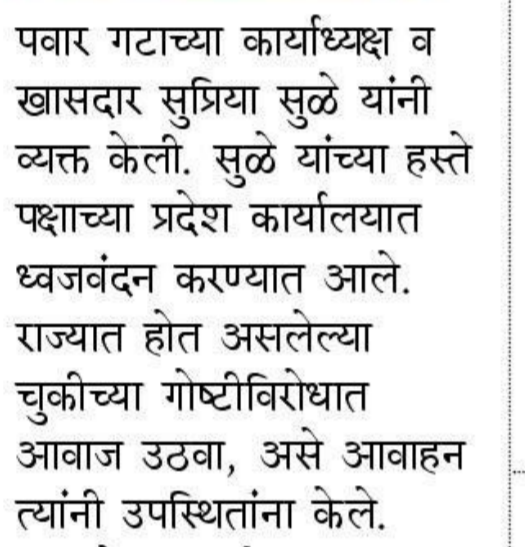 पवार गटाच्या कार्याध्यक्ष व
खासदार सुप्रिया सुळे यांनी
व्यक्त केली. सुळे यांच्या हस्ते
पक्षाच्या प्रदेश कार्यालयात
ध्वजवंदन करण्यात आले.
राज्यात होत असलेल्या
चुकीच्या गोष्टीविरोधात
आवाज उठवा, असे आवाहन
त्यांनी उपस्थितांना केले.